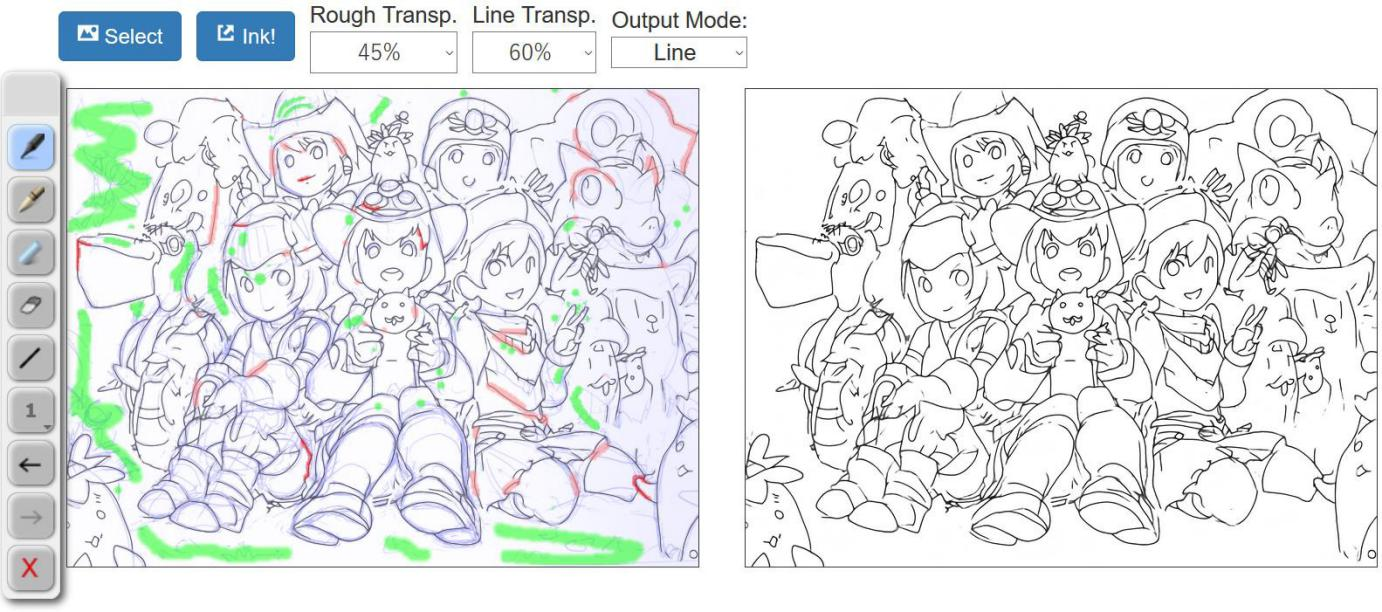 Rough Transp. Line Transp. Output Mode:
Select Ink! 45% 60% Line
1
X